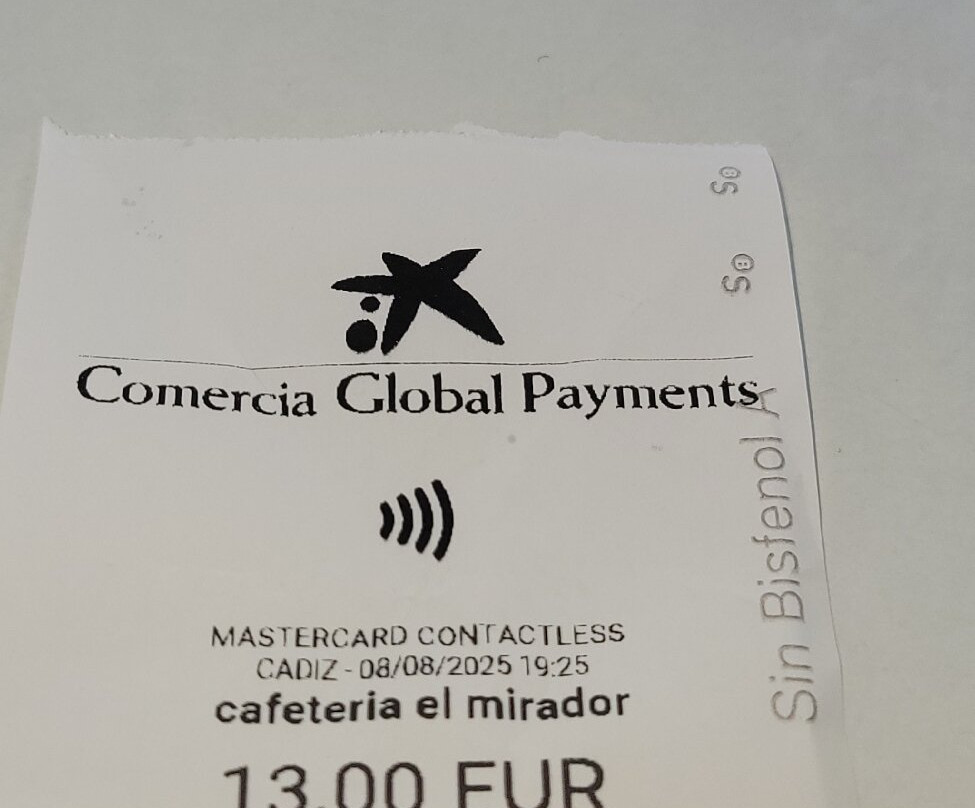 Comercia Global Payments
MASTERCARD CONTACTLESS
CADIZ - 08/08/2025 19:25
cafeteria el mirador
13,00 EUR
Sin Bisfenol A